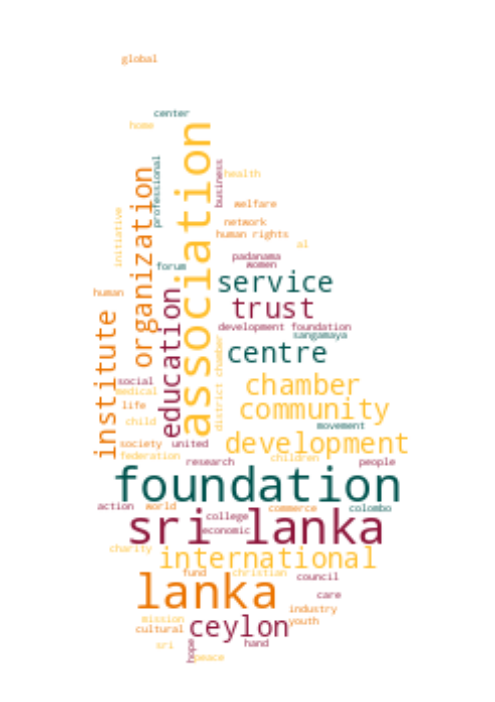 global
center
home
association
professional
organization
business
health
initiative
welfare
network
human rights
al
padanama
women
forum
service
human
education
trust
institute
development foundation
sangamaya
district chamber
centre
social
chamber
medical
life
community
child
movement
society
united
development
federation
research
children
people
foundation
action
world
commerce
colombo
college
sri lanka
economic
charity
international
fund
christian
council
lanka
care
industry
mission
youth
cultural
ceylon
sri
hope
hand
peace